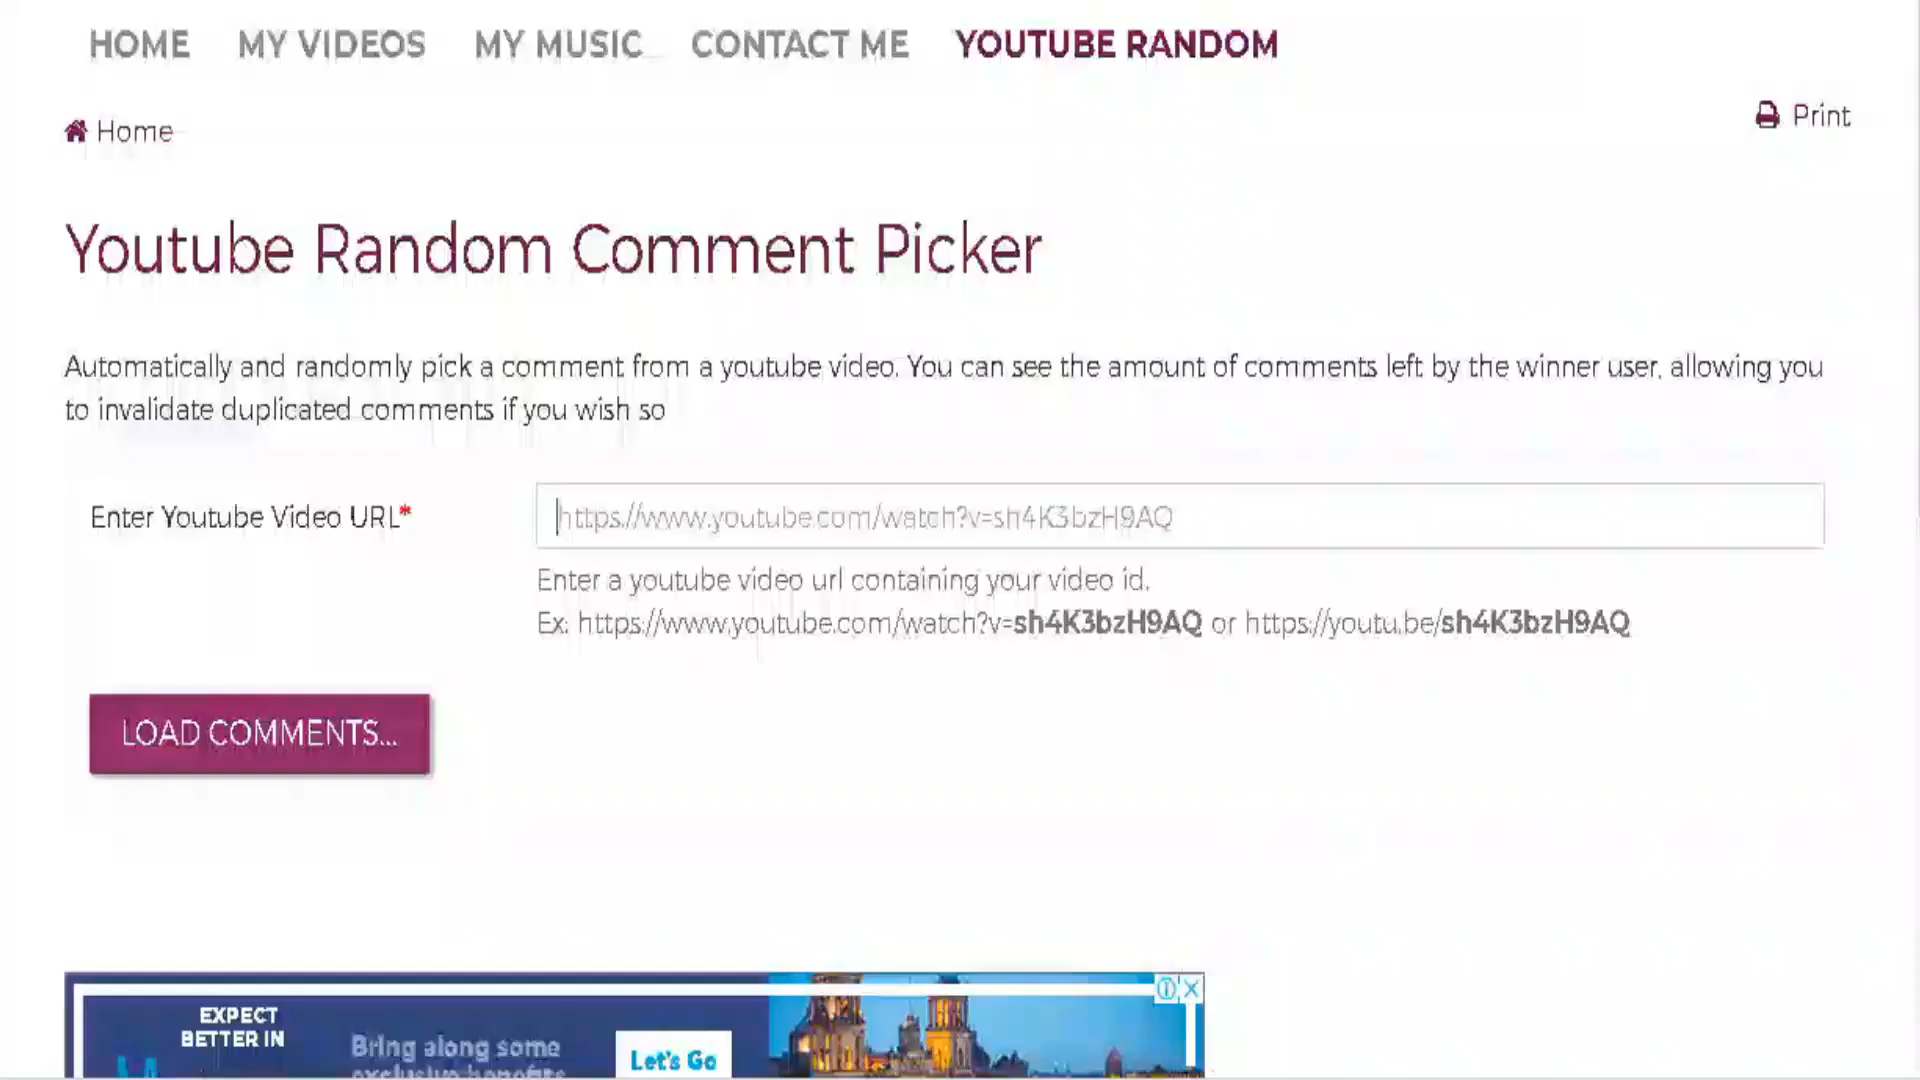 HOME MY VIDEOS MY MUSIC CONTACT ME YOUTUBE RANDOM
Print
Home
Youtube Random Comment Picker
Automatically and randomly pick a comment from a youtube video. You can see the amount of comments left by the winner user, allowing you
to invalidate duplicated comments if you wish so
Enter Youtube Video URL*
https://www.youtube.com/watch?v=sh4K3bzH9AQ
Enter a youtube video url containing your video id.
Ex: https://www.youtube.com/watch?v=sh4K3bzH9AQ or https://youtu.be/sh4K3bzH9AQ
LOAD COMMENTS...
EXPECT
BETTER IN
Bring along some
exclusive benefits
Let's Go